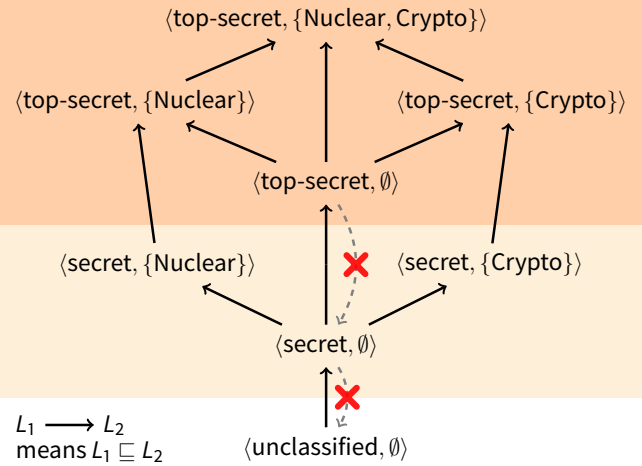 ⟨top-secret, {Nuclear, Crypto}⟩
⟨top-secret, {Nuclear}⟩
⟨top-secret, {Crypto}⟩
⟨top-secret, ∅⟩
⟨secret, {Nuclear}⟩
⟨secret, {Crypto}⟩
⟨secret, ∅⟩
L₁ ⟶ L₂
means L₁ ⊑ L₂
⟨unclassified, ∅⟩